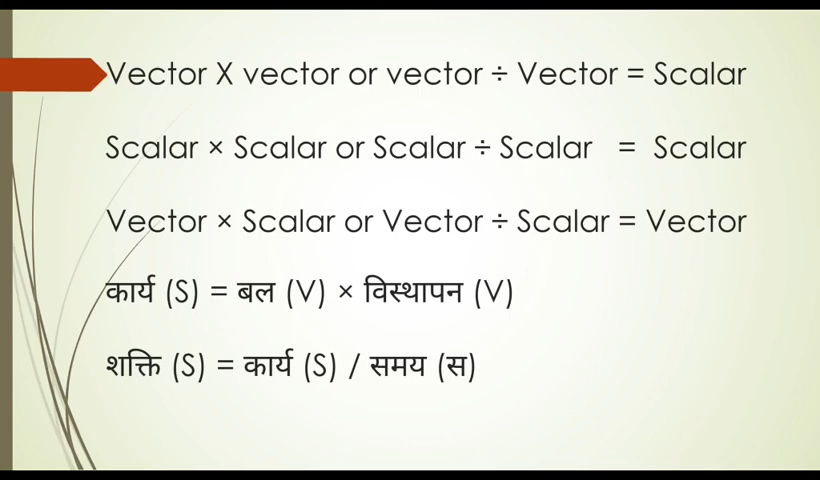 Vector X vector or vector ÷ Vector = Scalar
Scalar × Scalar or Scalar ÷ Scalar = Scalar
Vector × Scalar or Vector ÷ Scalar = Vector
कार्य (S) = बल (V) × विस्थापन (V)
शक्ति (S) = कार्य (S) / समय (स)